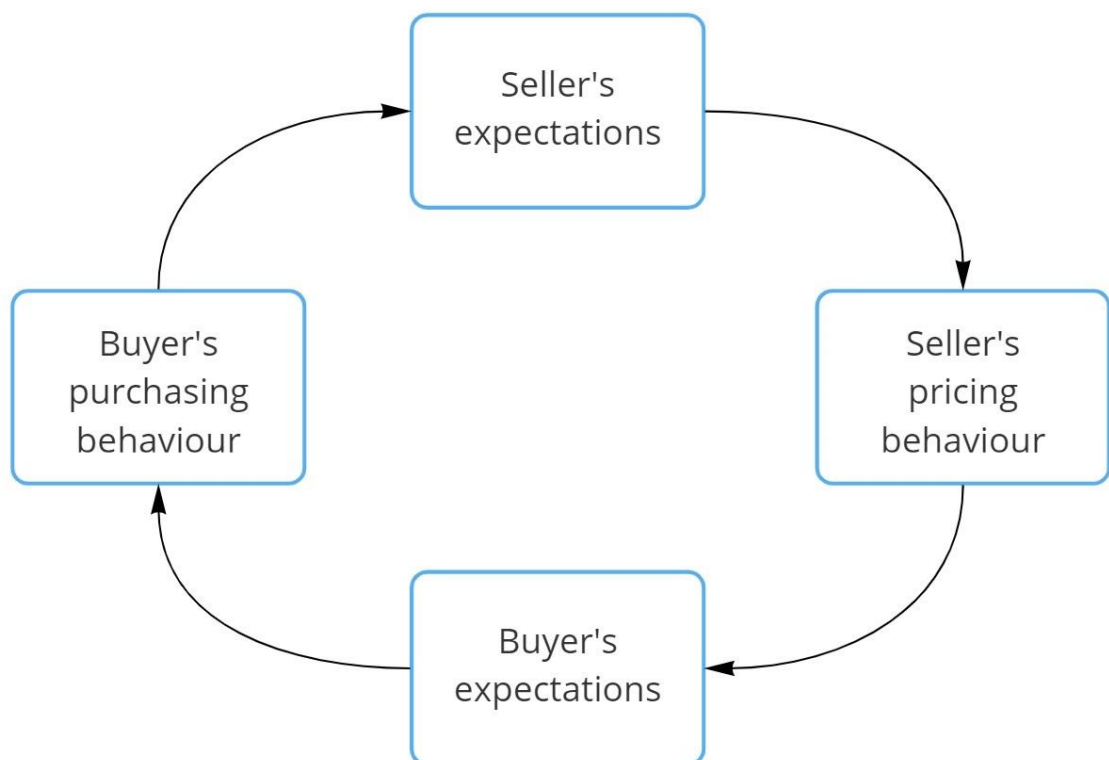 Seller's
expectations
Buyer's
purchasing
behaviour
Seller's
pricing
behaviour
Buyer's
expectations